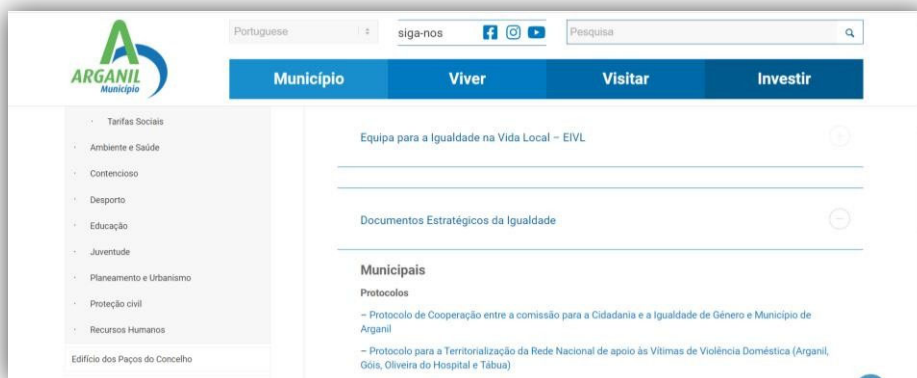 ARGANIL
Município
Portuguese
siga-nos
Pesquisa
Município
Viver
Visitar
Investir
Tarifas Sociais
Ambiente e Saúde
Contencioso
Desporto
Educação
Juventude
Planeamento e Urbanismo
Proteção civil
Recursos Humanos
Edifício dos Paços do Concelho
Equipa para a Igualdade na Vida Local – EIVL
Documentos Estratégicos da Igualdade
Municipais
Protocolos
– Protocolo de Cooperação entre a comissão para a Cidadania e a Igualdade de Género e Município de
Arganil
– Protocolo para a Territorialização da Rede Nacional de apoio às Vítimas de Violência Doméstica (Arganil,
Góis, Oliveira do Hospital e Tábua)